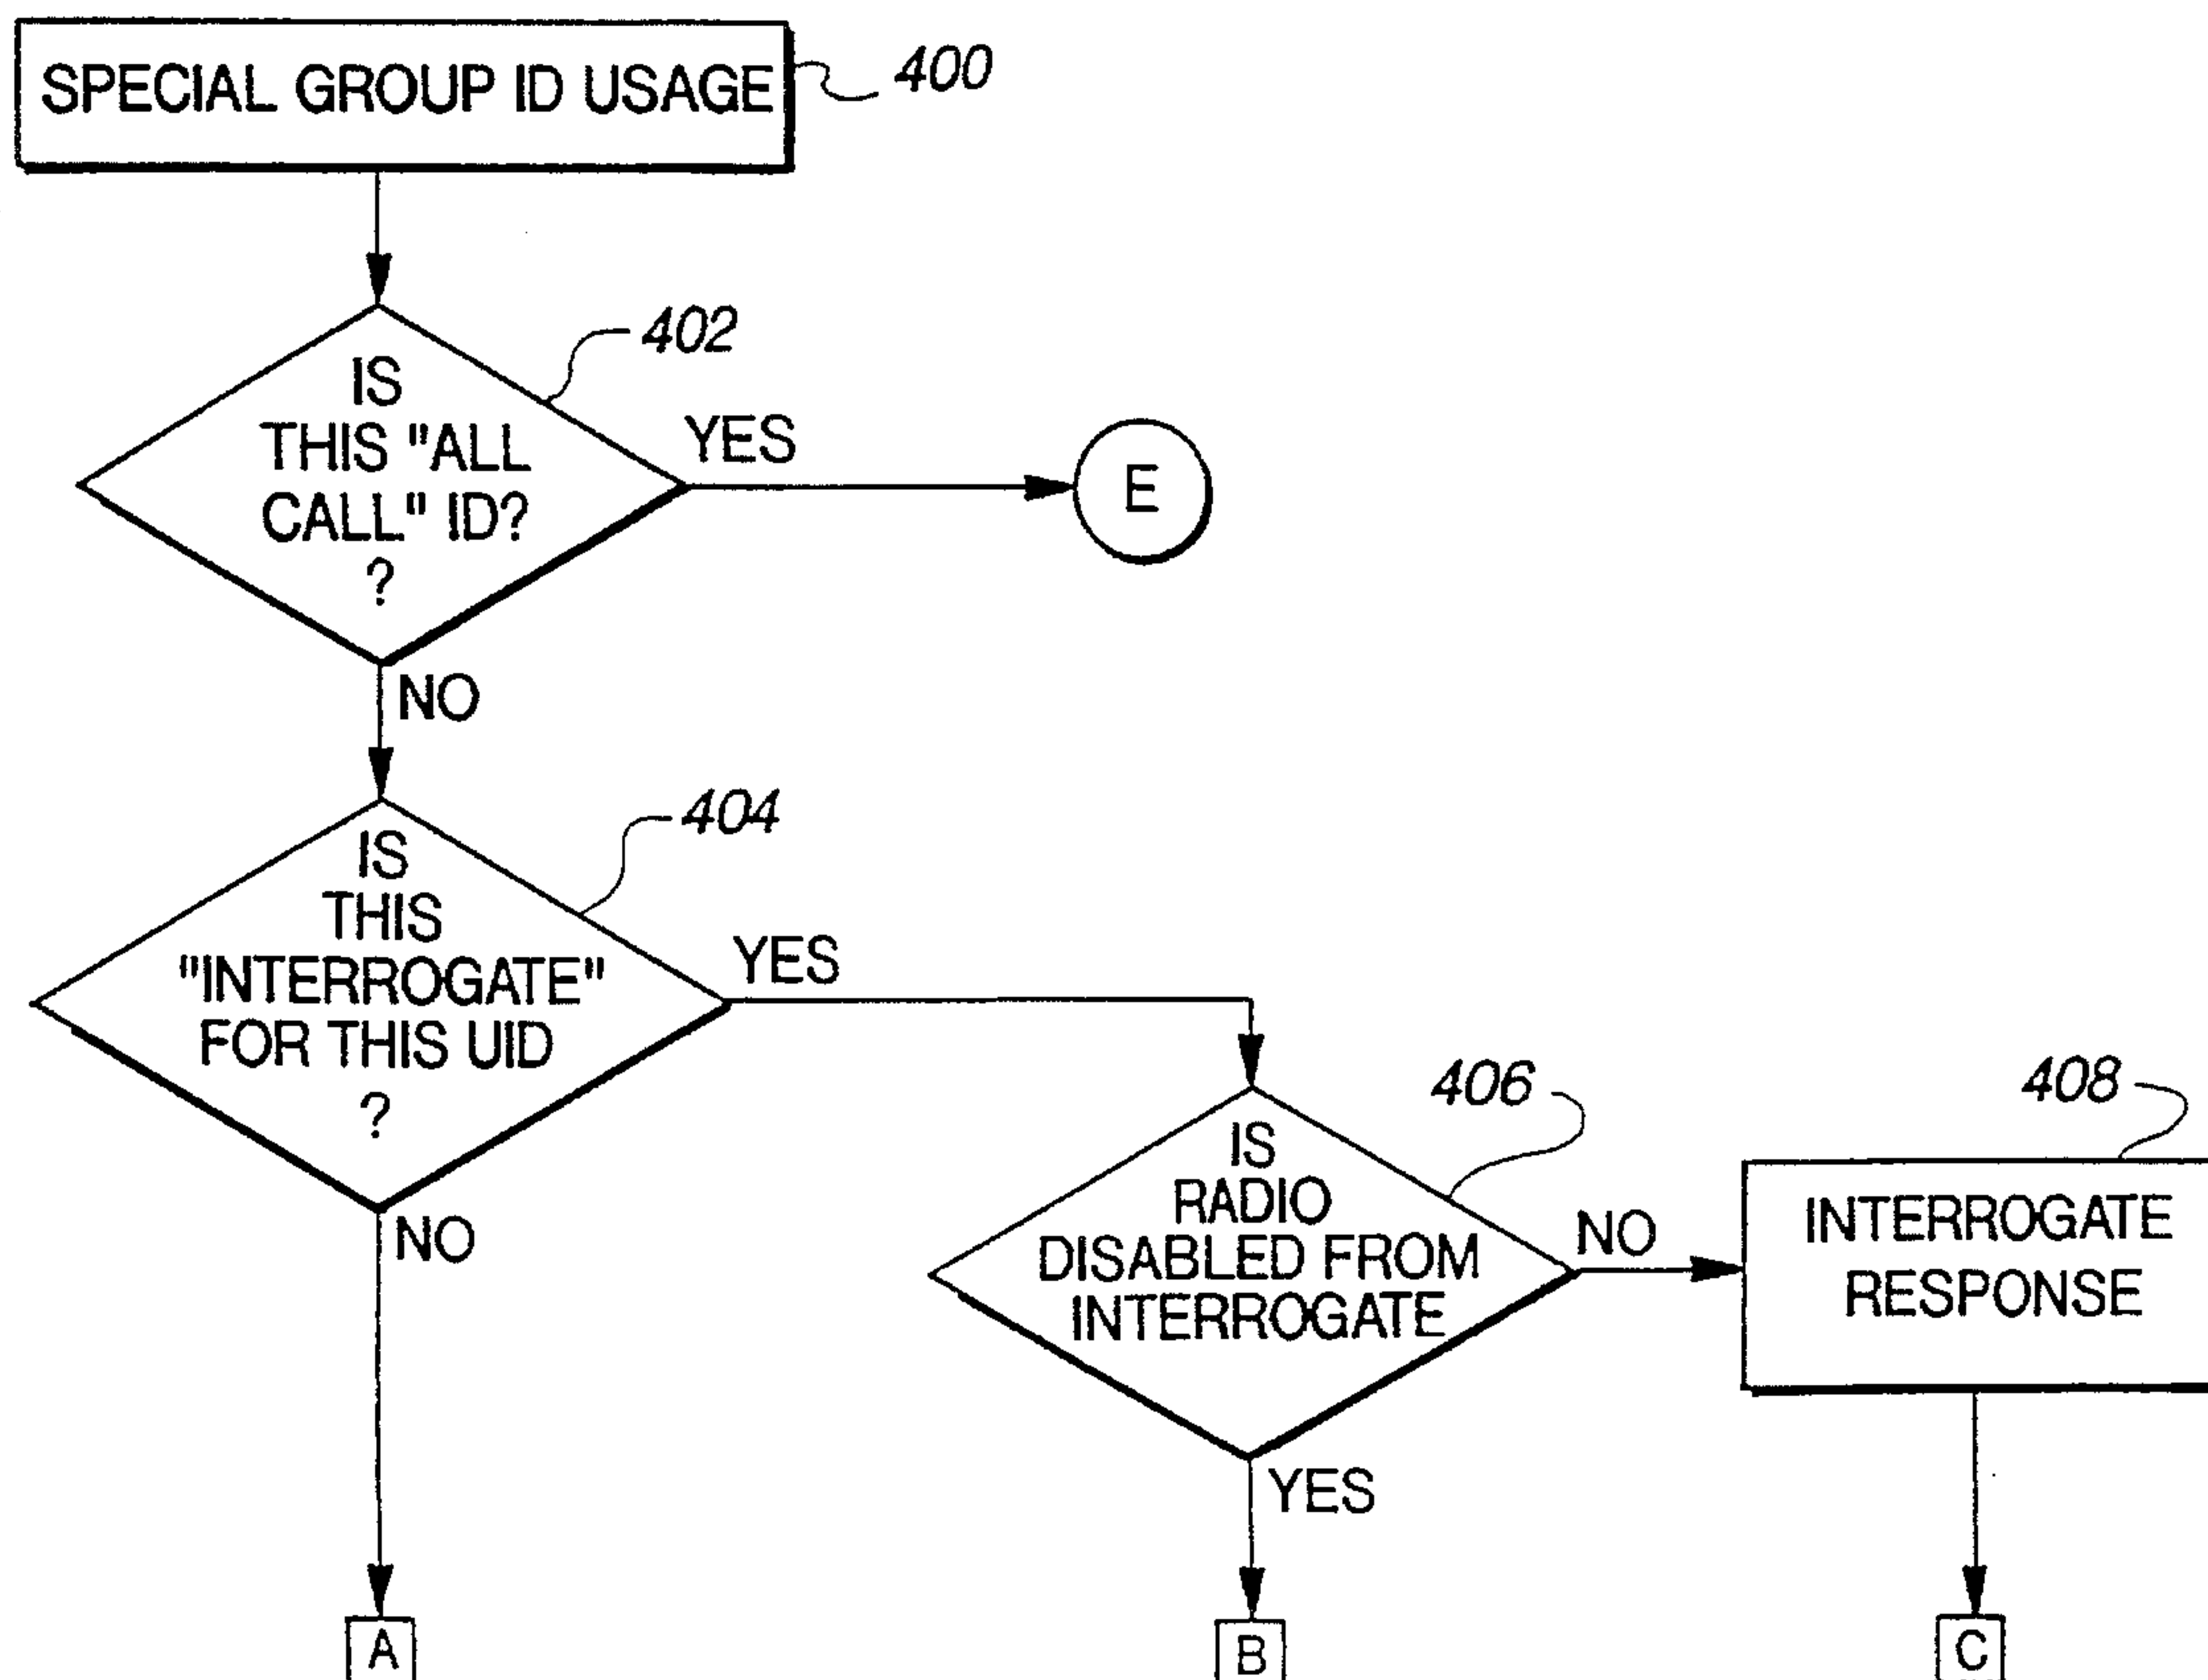 SPECIAL GROUP ID USAGE
400
402
IS
THIS "ALL
CALL" ID?
?
YES
E
NO
404
IS
THIS
"INTERROGATE"
FOR THIS UID
?
YES
NO
406
IS
RADIO
DISABLED FROM
INTERROGATE
NO
YES
408
INTERROGATE
RESPONSE
A
B
C